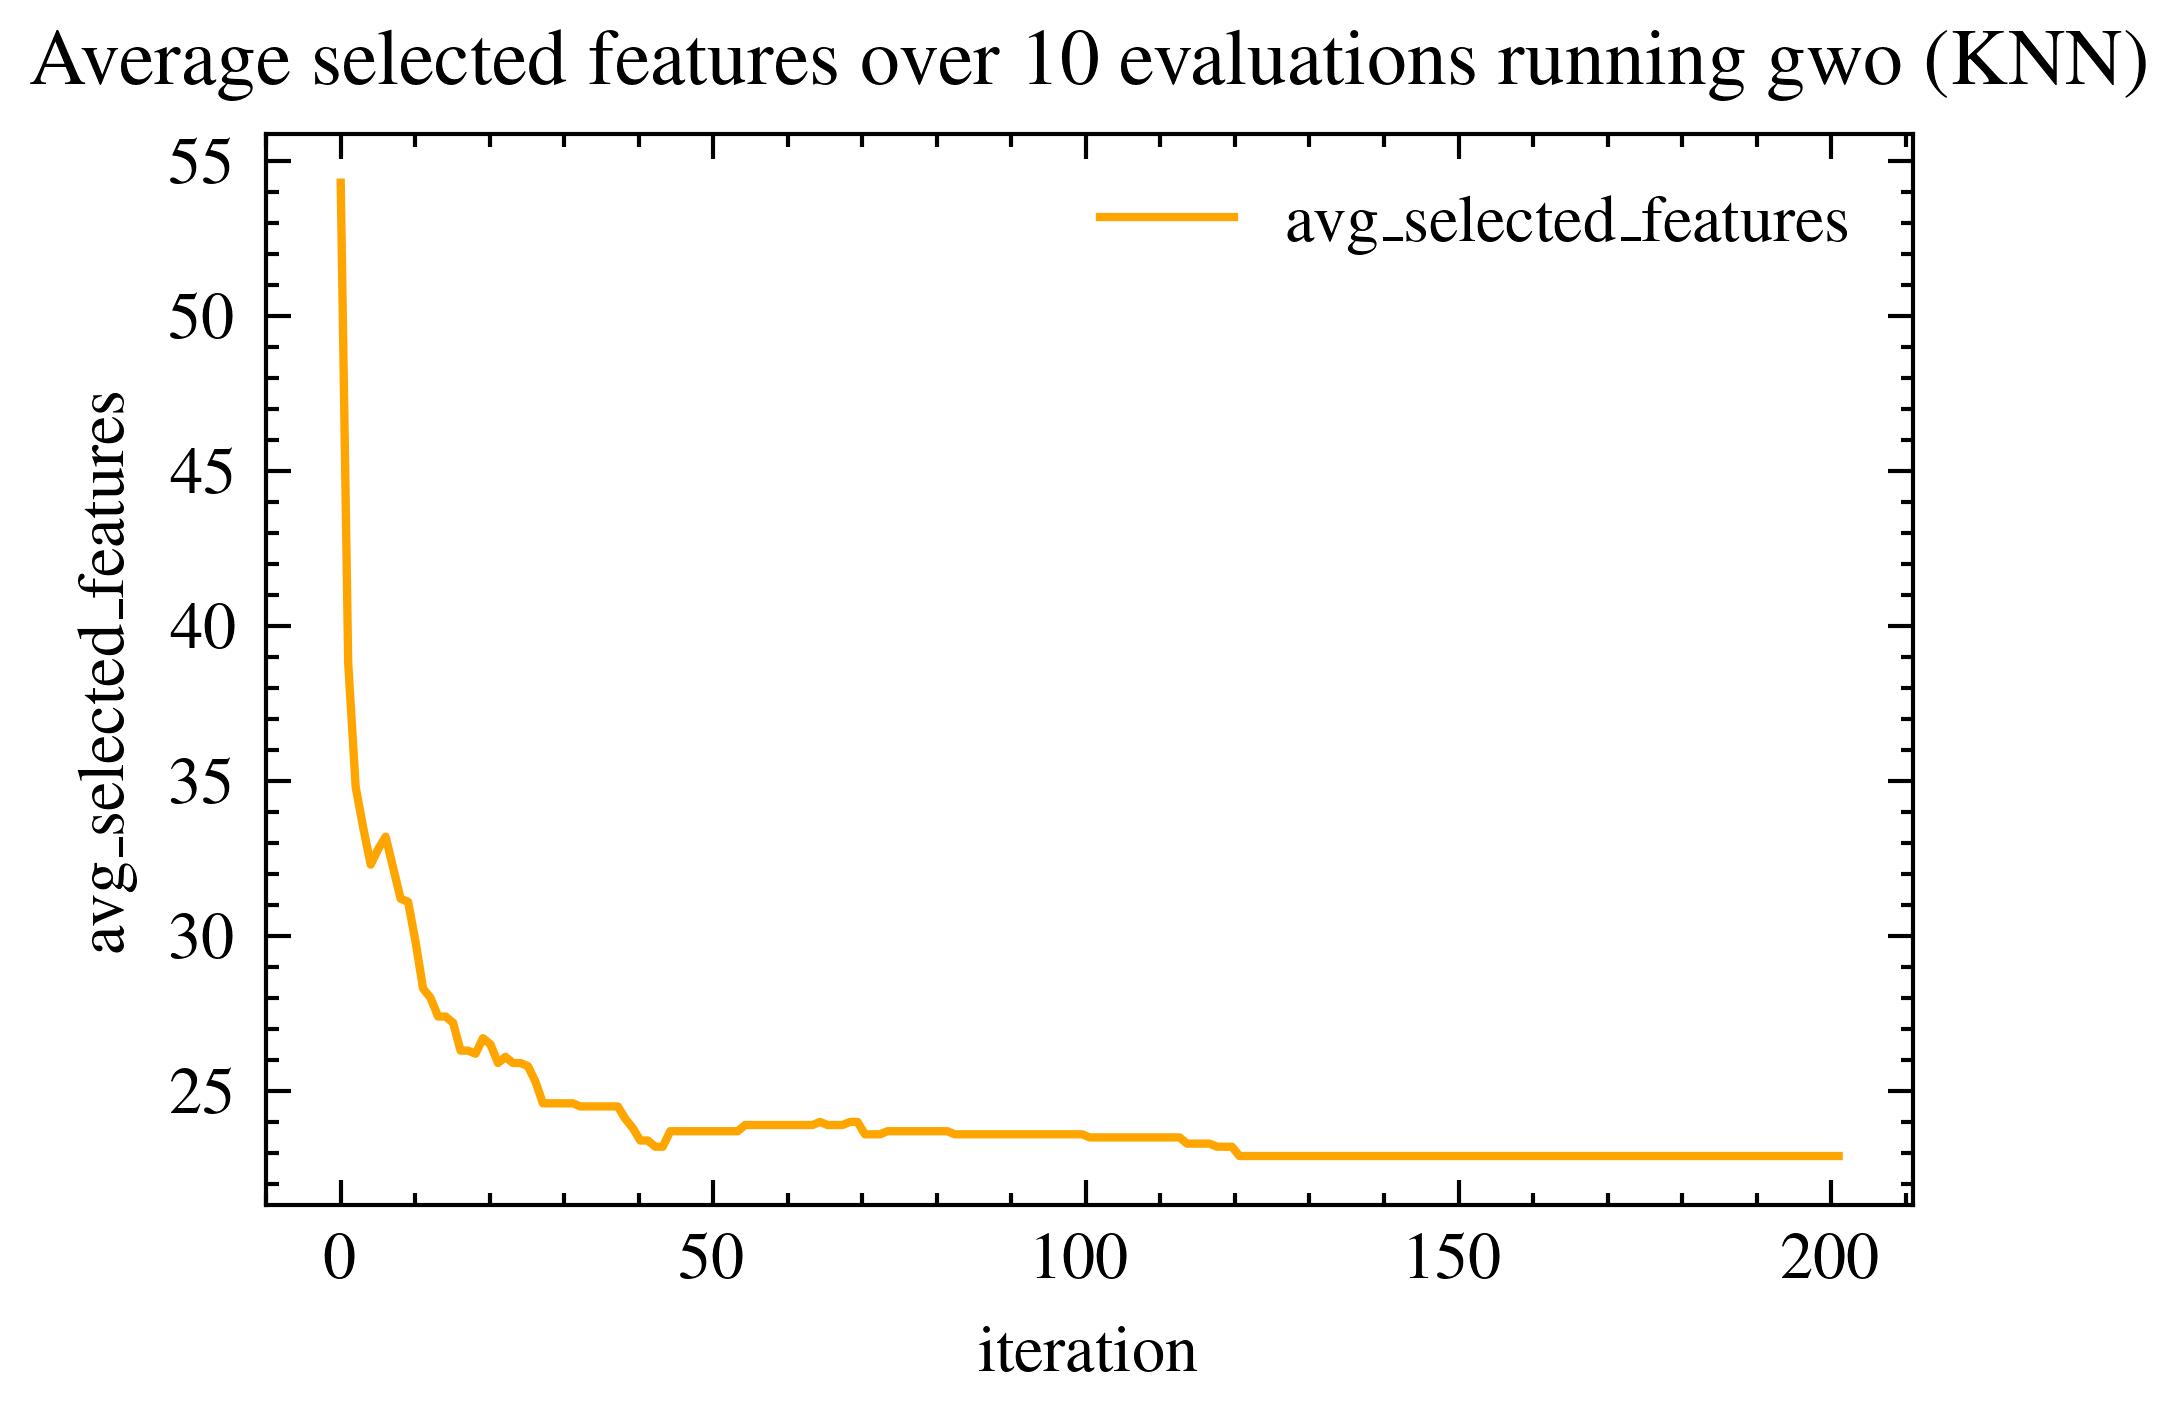 Average selected features over 10 evaluations running gwo (KNN)
avg_selected_features
55
50
45
40
35
30
25
avg_selected_features
0 50 100 150 200
iteration